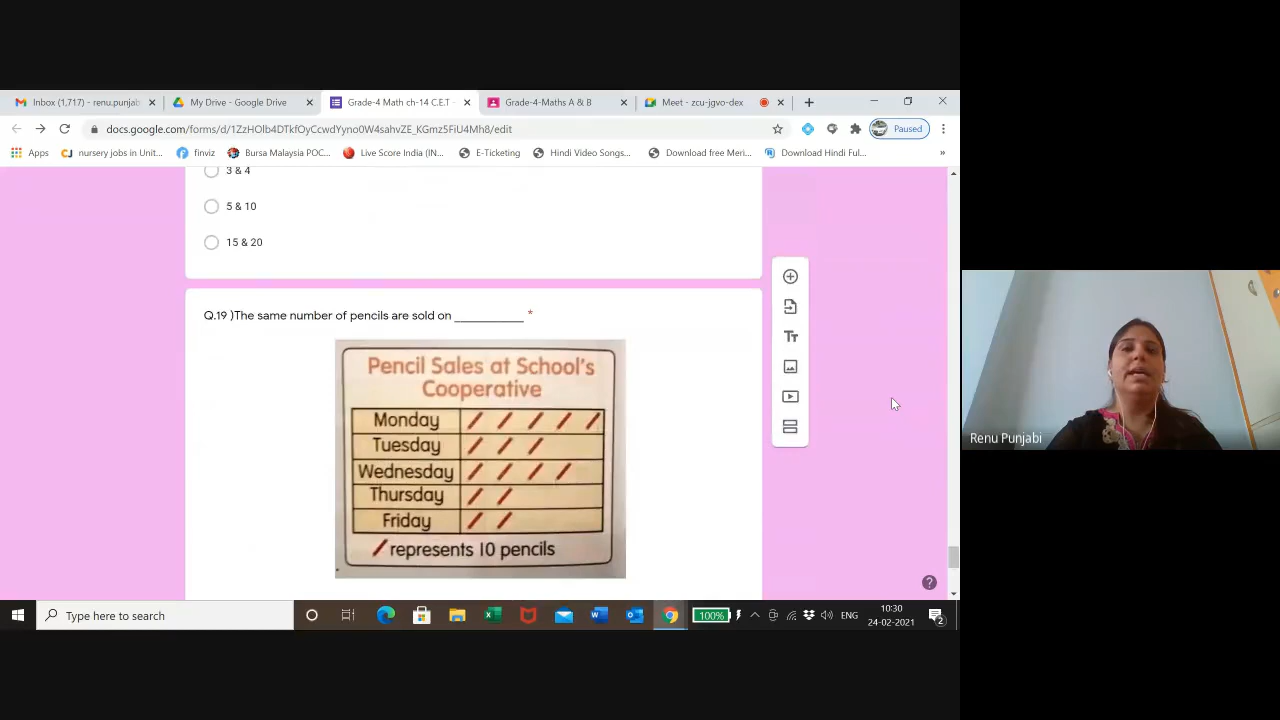 Inbox (1,717) - renu.punjab
My Drive - Google Drive
Grade-4 Math ch-14 C.E.T -
Grade-4-Maths A & B
Meet - zcu-jgvo-dex
docs.google.com/forms/d/1ZzHOlb4DTkfOyCcwdYyno0W4sahvZE_KGmz5FiU4Mh8/edit
Paused
Apps
nursery jobs in Unit...
finviz
Bursa Malaysia POC...
Live Score India (IN...
E-Ticketing
Hindi Video Songs...
Download free Meri...
Download Hindi Ful...
»
3 & 4
5 & 10
15 & 20
Q.19 )The same number of pencils are sold on __________ *
Pencil Sales at School's
Cooperative
Monday
Tuesday
Wednesday
Thursday
Friday
represents 10 pencils
Renu Punjabi
Type here to search
100%
ENG
10:30
24-02-2021
2